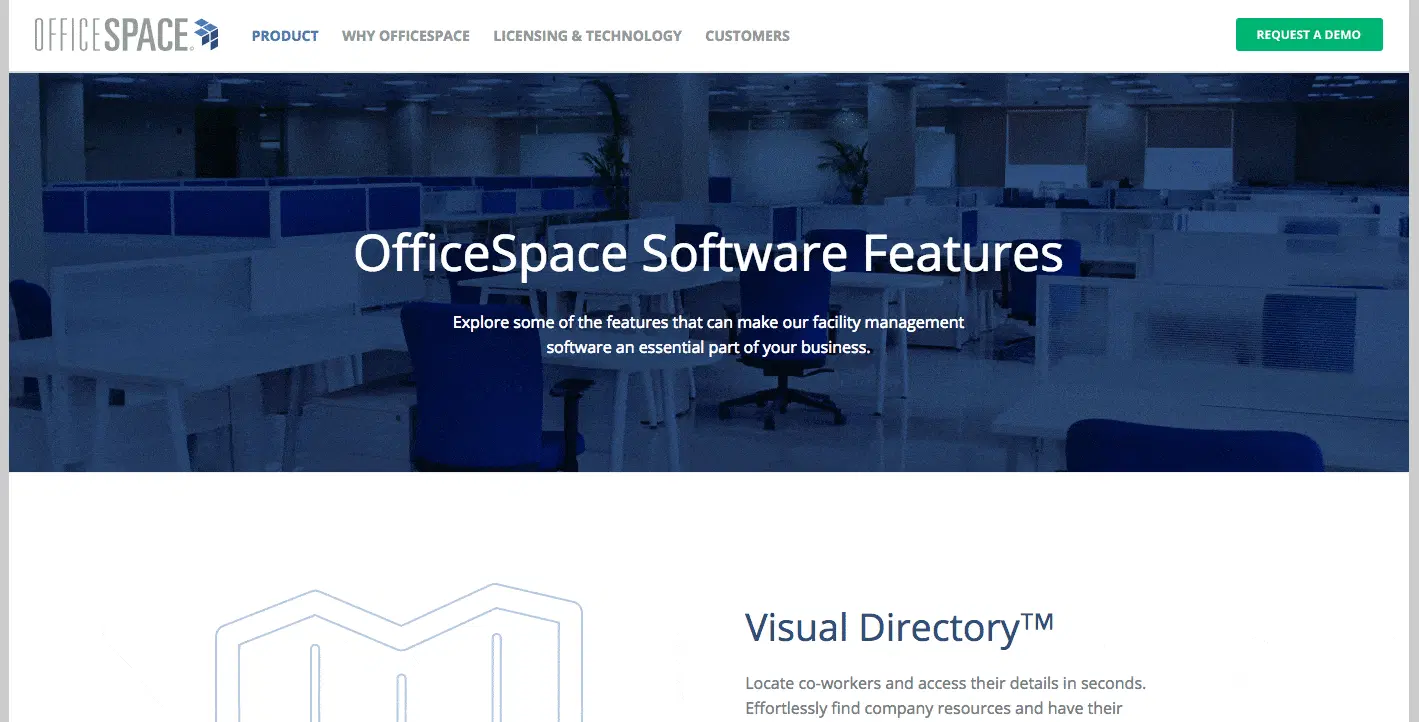 OFFICESPACE
PRODUCT WHY OFFICESPACE LICENSING & TECHNOLOGY CUSTOMERS
REQUEST A DEMO
OfficeSpace Software Features
Explore some of the features that can make our facility management
software an essential part of your business.
Visual Directory™
Locate co-workers and access their details in seconds.
Effortlessly find company resources and have their